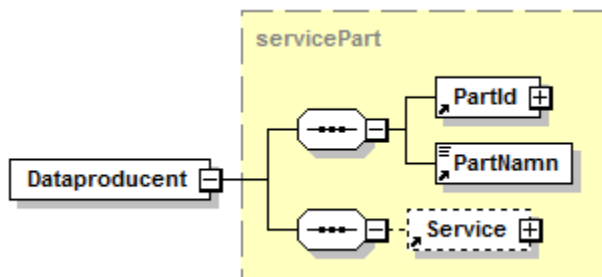 servicePart
PartId
PartNamn
Dataproducent
Service